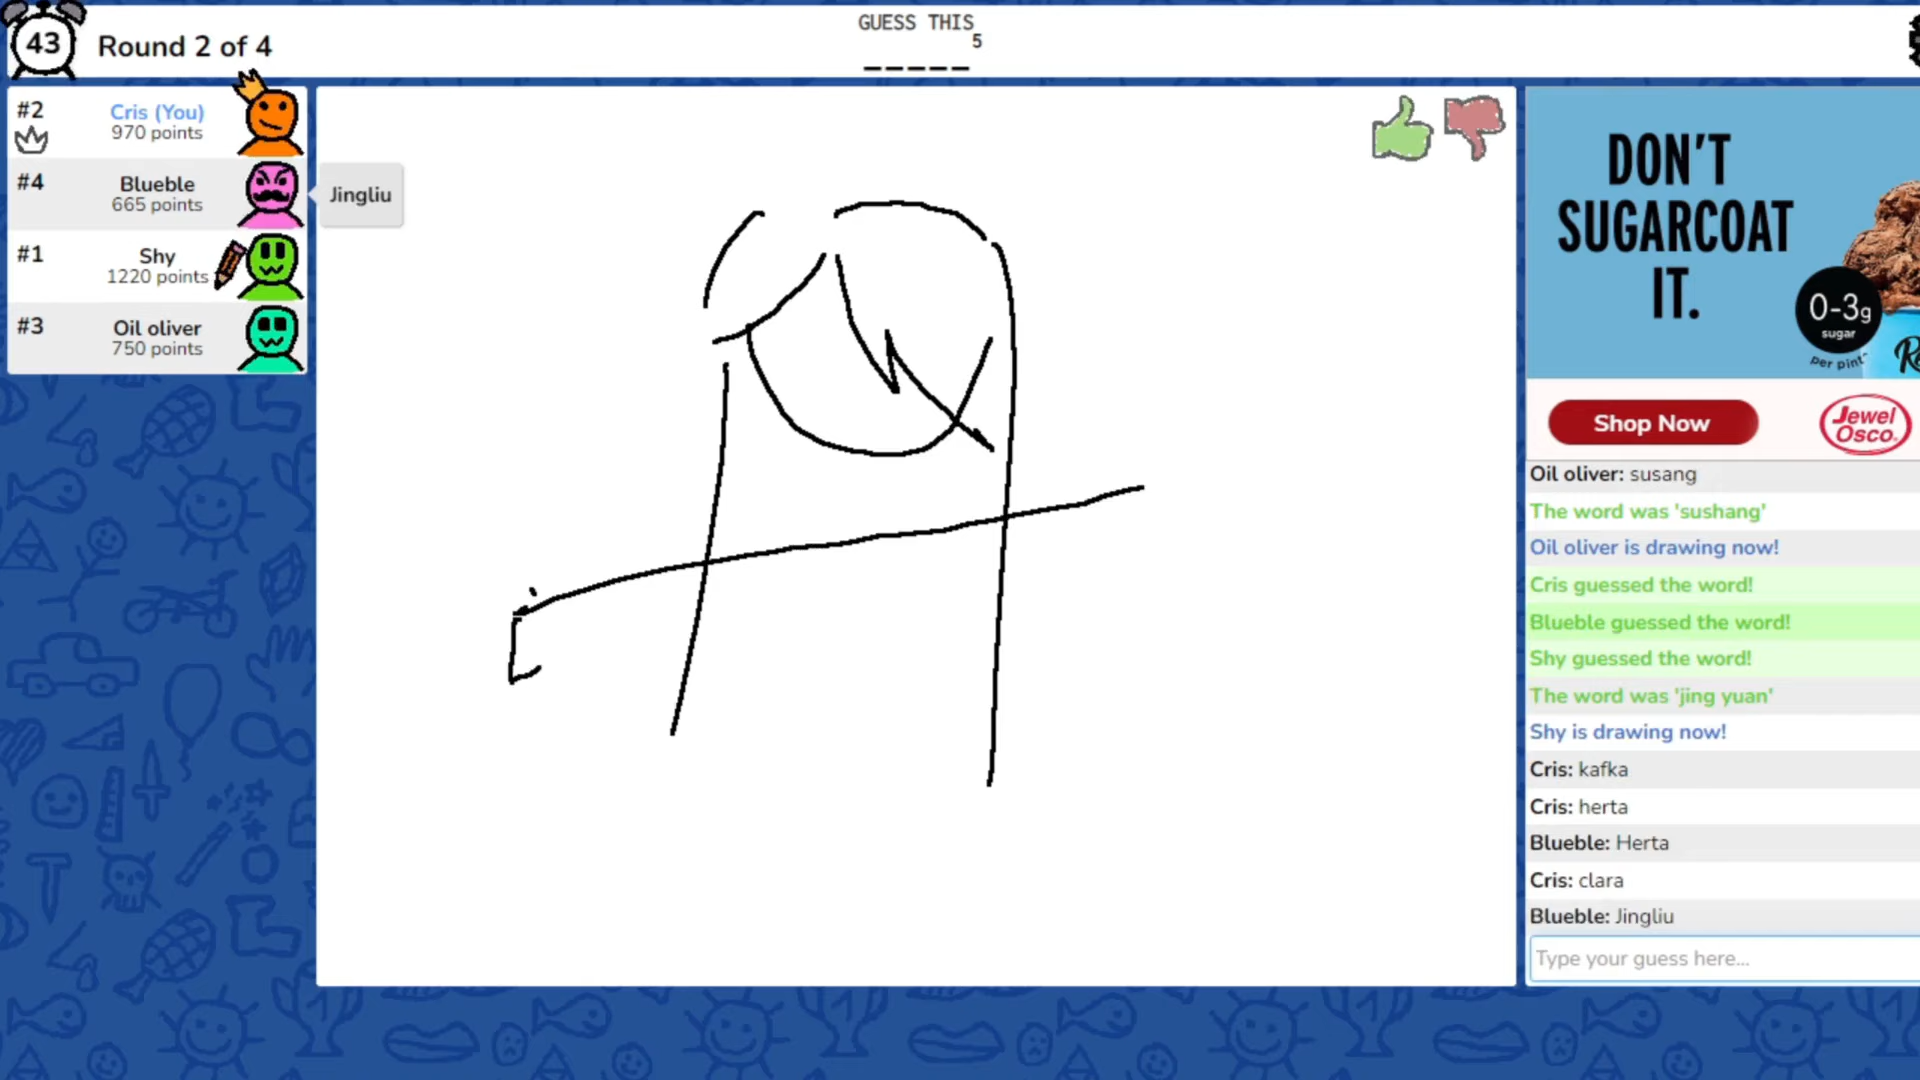 43
Round 2 of 4
GUESS THIS
5
_____
#2
Cris (You)
970 points
#4
Blueble
665 points
Jingliu
#1
Shy
1220 points
#3
Oil oliver
750 points
DON'T
SUGARCOAT
IT.
0-3g
sugar
per pint*
Shop Now
Jewel
Osco.
Oil oliver: susang
The word was 'sushang'
Oil oliver is drawing now!
Cris guessed the word!
Blueble guessed the word!
Shy guessed the word!
The word was 'jing yuan'
Shy is drawing now!
Cris: kafka
Cris: herta
Blueble: Herta
Cris: clara
Blueble: Jingliu
Type your guess here...